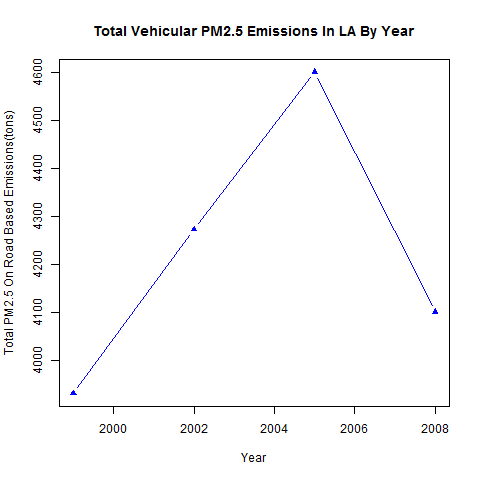 Total Vehicular PM2.5 Emissions In LA By Year
Total PM2.5 On Road Based Emissions(tons)
4600
4500
4400
4300
4200
4100
4000
2000 2002 2004 2006 2008
Year